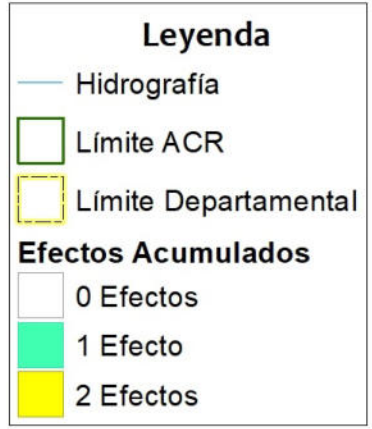 Leyenda
Hidrografía
Límite ACR
Límite Departamental
Efectos Acumulados
0 Efectos
1 Efecto
2 Efectos